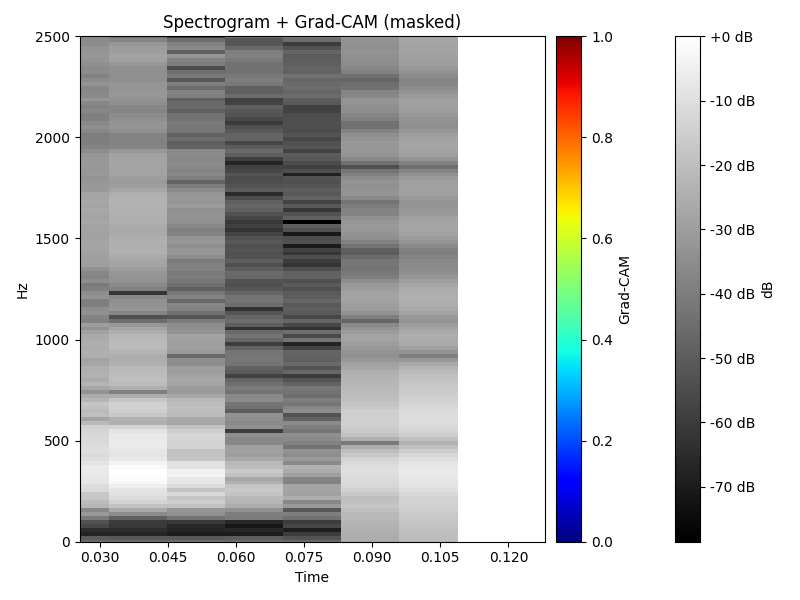 Spectrogram + Grad-CAM (masked)
2500
2000
1500
1000
500
0
Hz
0.030
0.045
0.060
0.075
0.090
0.105
0.120
Time
1.0
0.8
0.6
0.4
0.2
0.0
Grad-CAM
+0 dB
-10 dB
-20 dB
-30 dB
-40 dB
-50 dB
-60 dB
-70 dB
dB